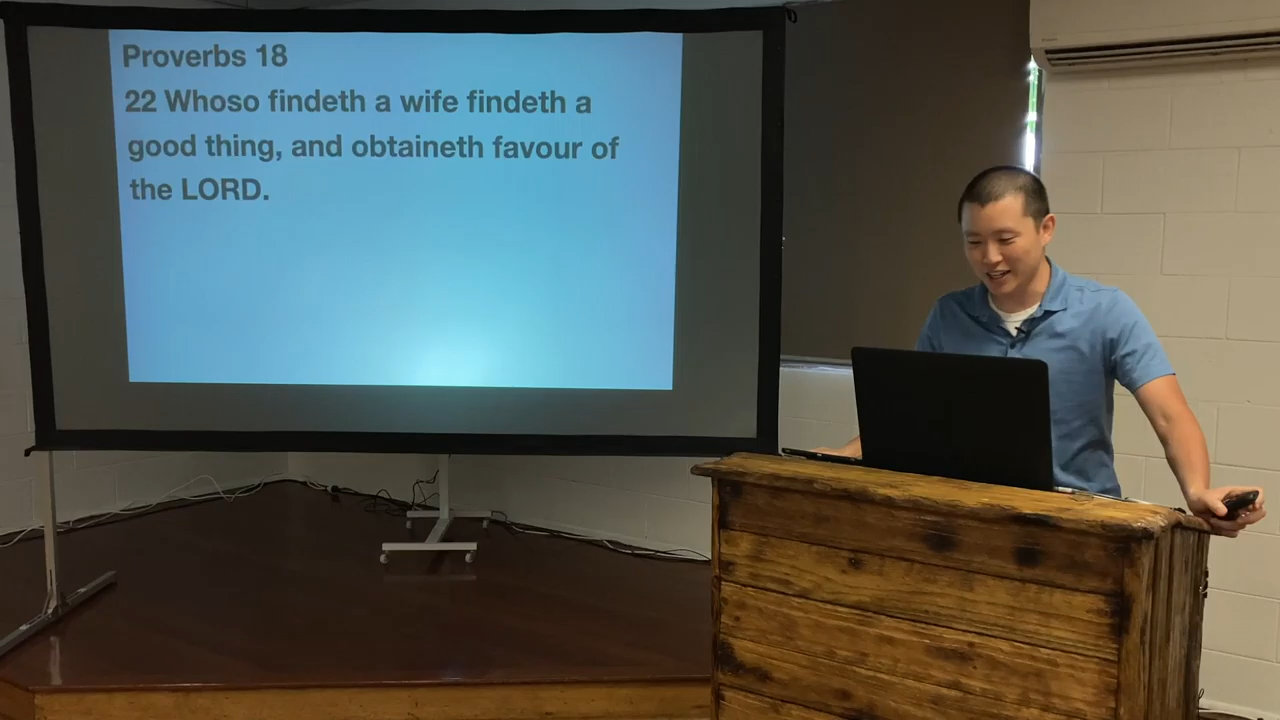 Proverbs 18
22 Whoso findeth a wife findeth a
good thing, and obtaineth favour of
the LORD.